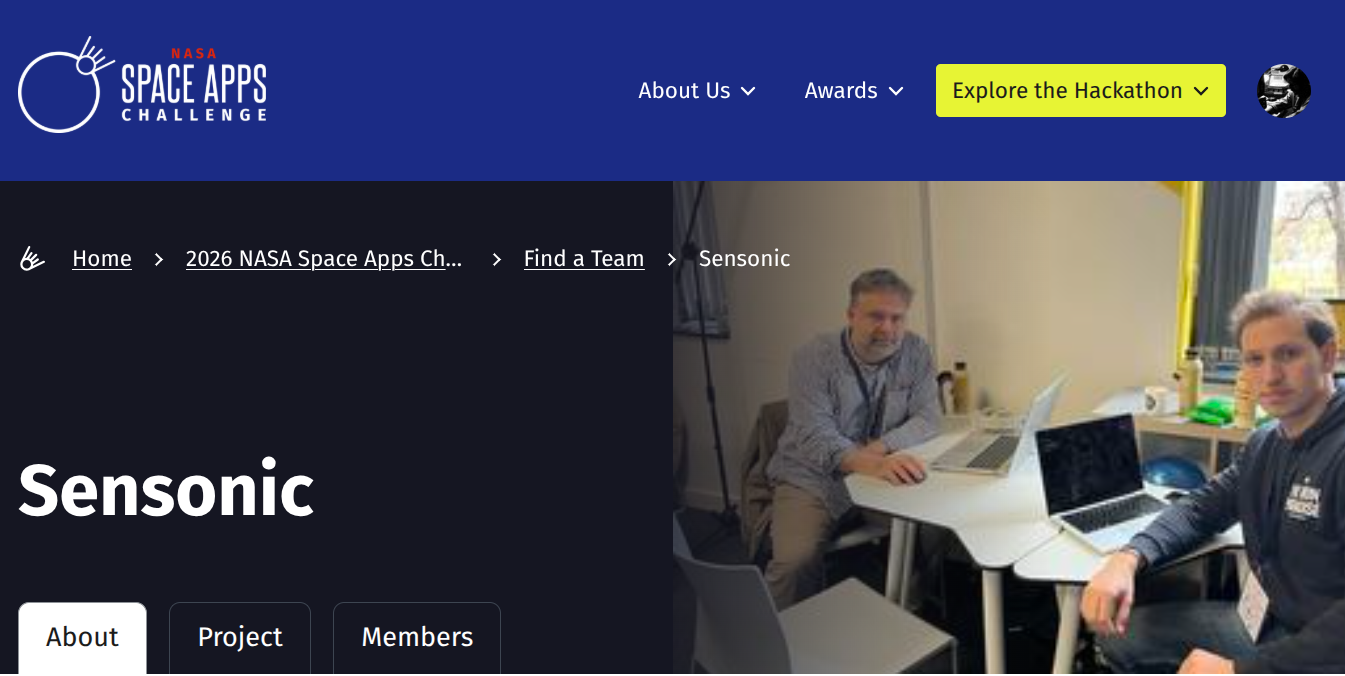 NASA
SPACE APPS
CHALLENGE
About Us
Awards
Explore the Hackathon
Home > 2026 NASA Space Apps Ch... > Find a Team > Sensonic
Sensonic
About
Project
Members